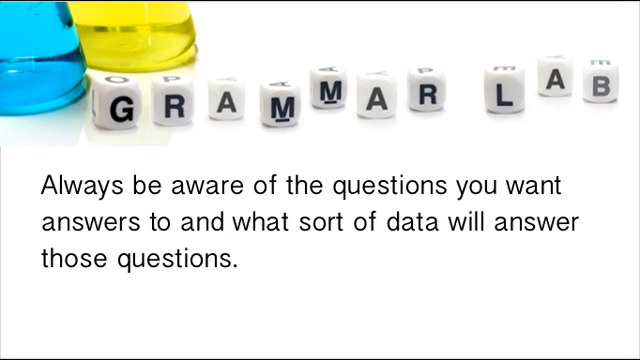 GRAMMAR LAB
Always be aware of the questions you want
answers to and what sort of data will answer
those questions.